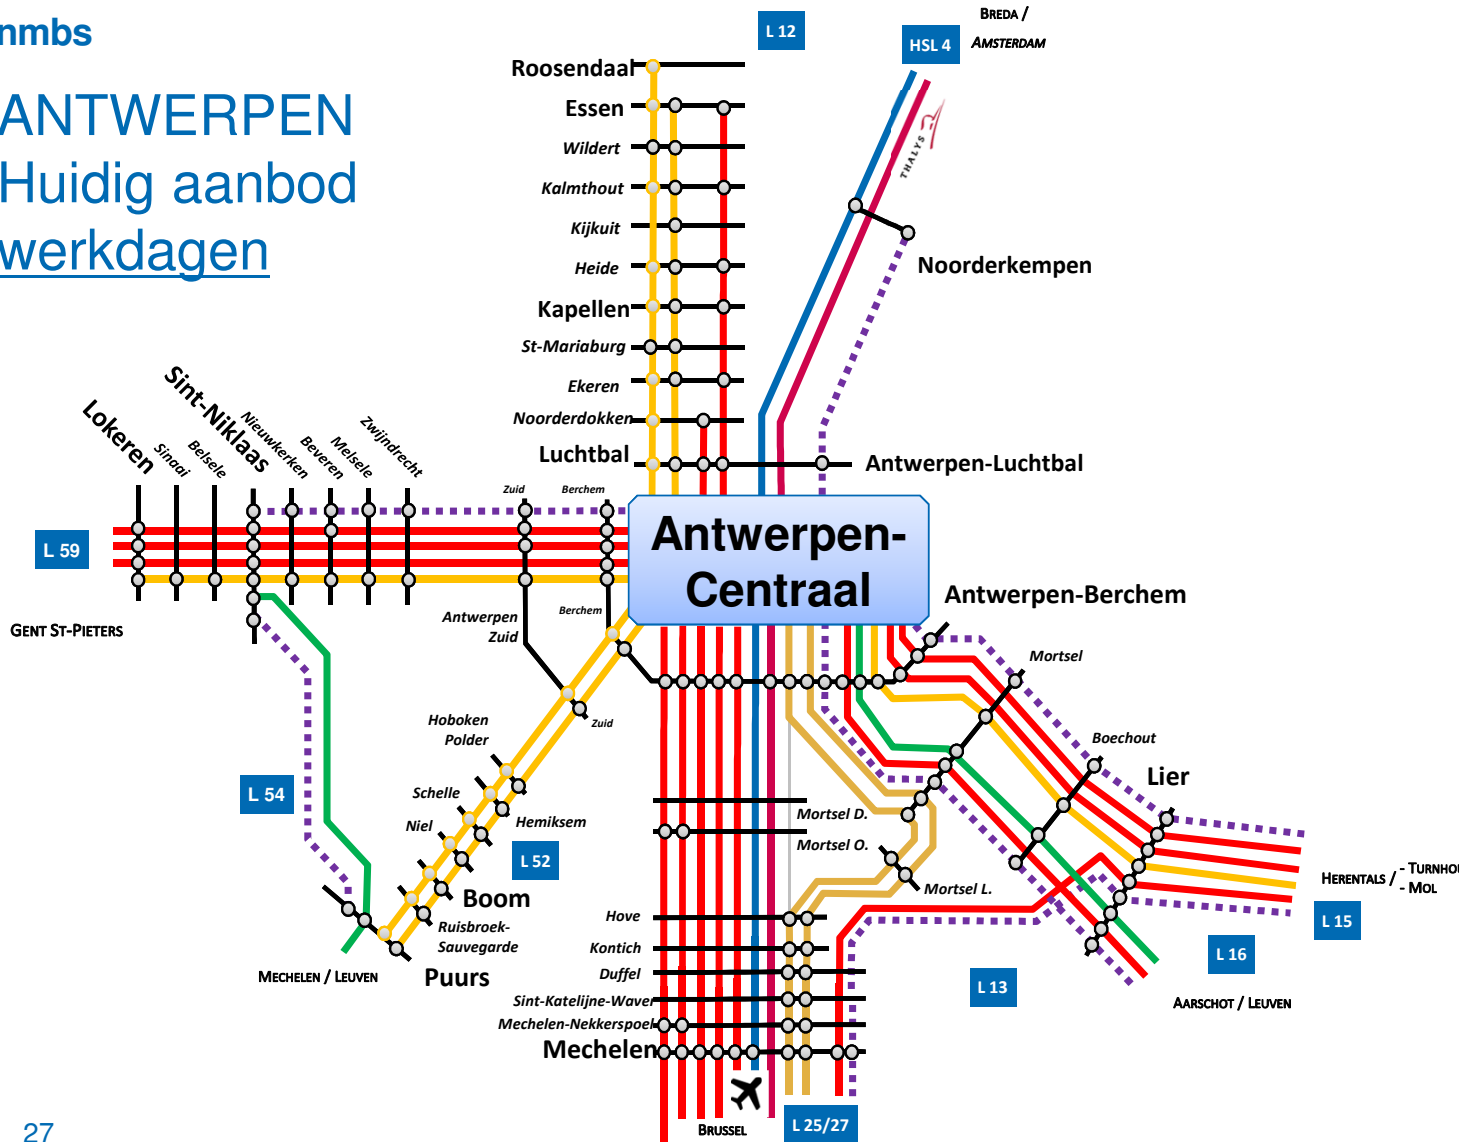 nmbs
ANTWERPEN
Huidig aanbod
werkdagen
L 12
HSL 4
BREDA /
AMSTERDAM
THALYS
Roosendaal
Essen
Wildert
Kalmthout
Kijkuit
Heide
Kapellen
St-Mariaburg
Ekeren
Noorderdokken
Luchtbal
Noorderkempen
Antwerpen-Luchtbal
Lokeren
Sinaai
Belsele
Sint-Niklaas
Nieuwkerken
Beveren
Melsele
Zwijndrecht
Zuid
Berchem
L 59
GENT ST-PIETERS
Antwerpen-
Centraal
Antwerpen
Zuid
Berchem
Zuid
Antwerpen-Berchem
Mortsel
Boechout
Lier
Hoboken
Polder
Schelle
Niel
Hemiksem
L 54
L 52
Boom
Ruisbroek-
Sauvegarde
Puurs
MECHELEN / LEUVEN
Mortsel D.
Mortsel O.
Mortsel L.
Hove
Kontich
Duffel
Sint-Katelijne-Waver
Mechelen-Nekkerspoel
Mechelen
HERENTALS /
- TURNHOU
- MOL
L 15
L 16
L 13
AARSCHOT / LEUVEN
BRUSSEL
L 25/27
27